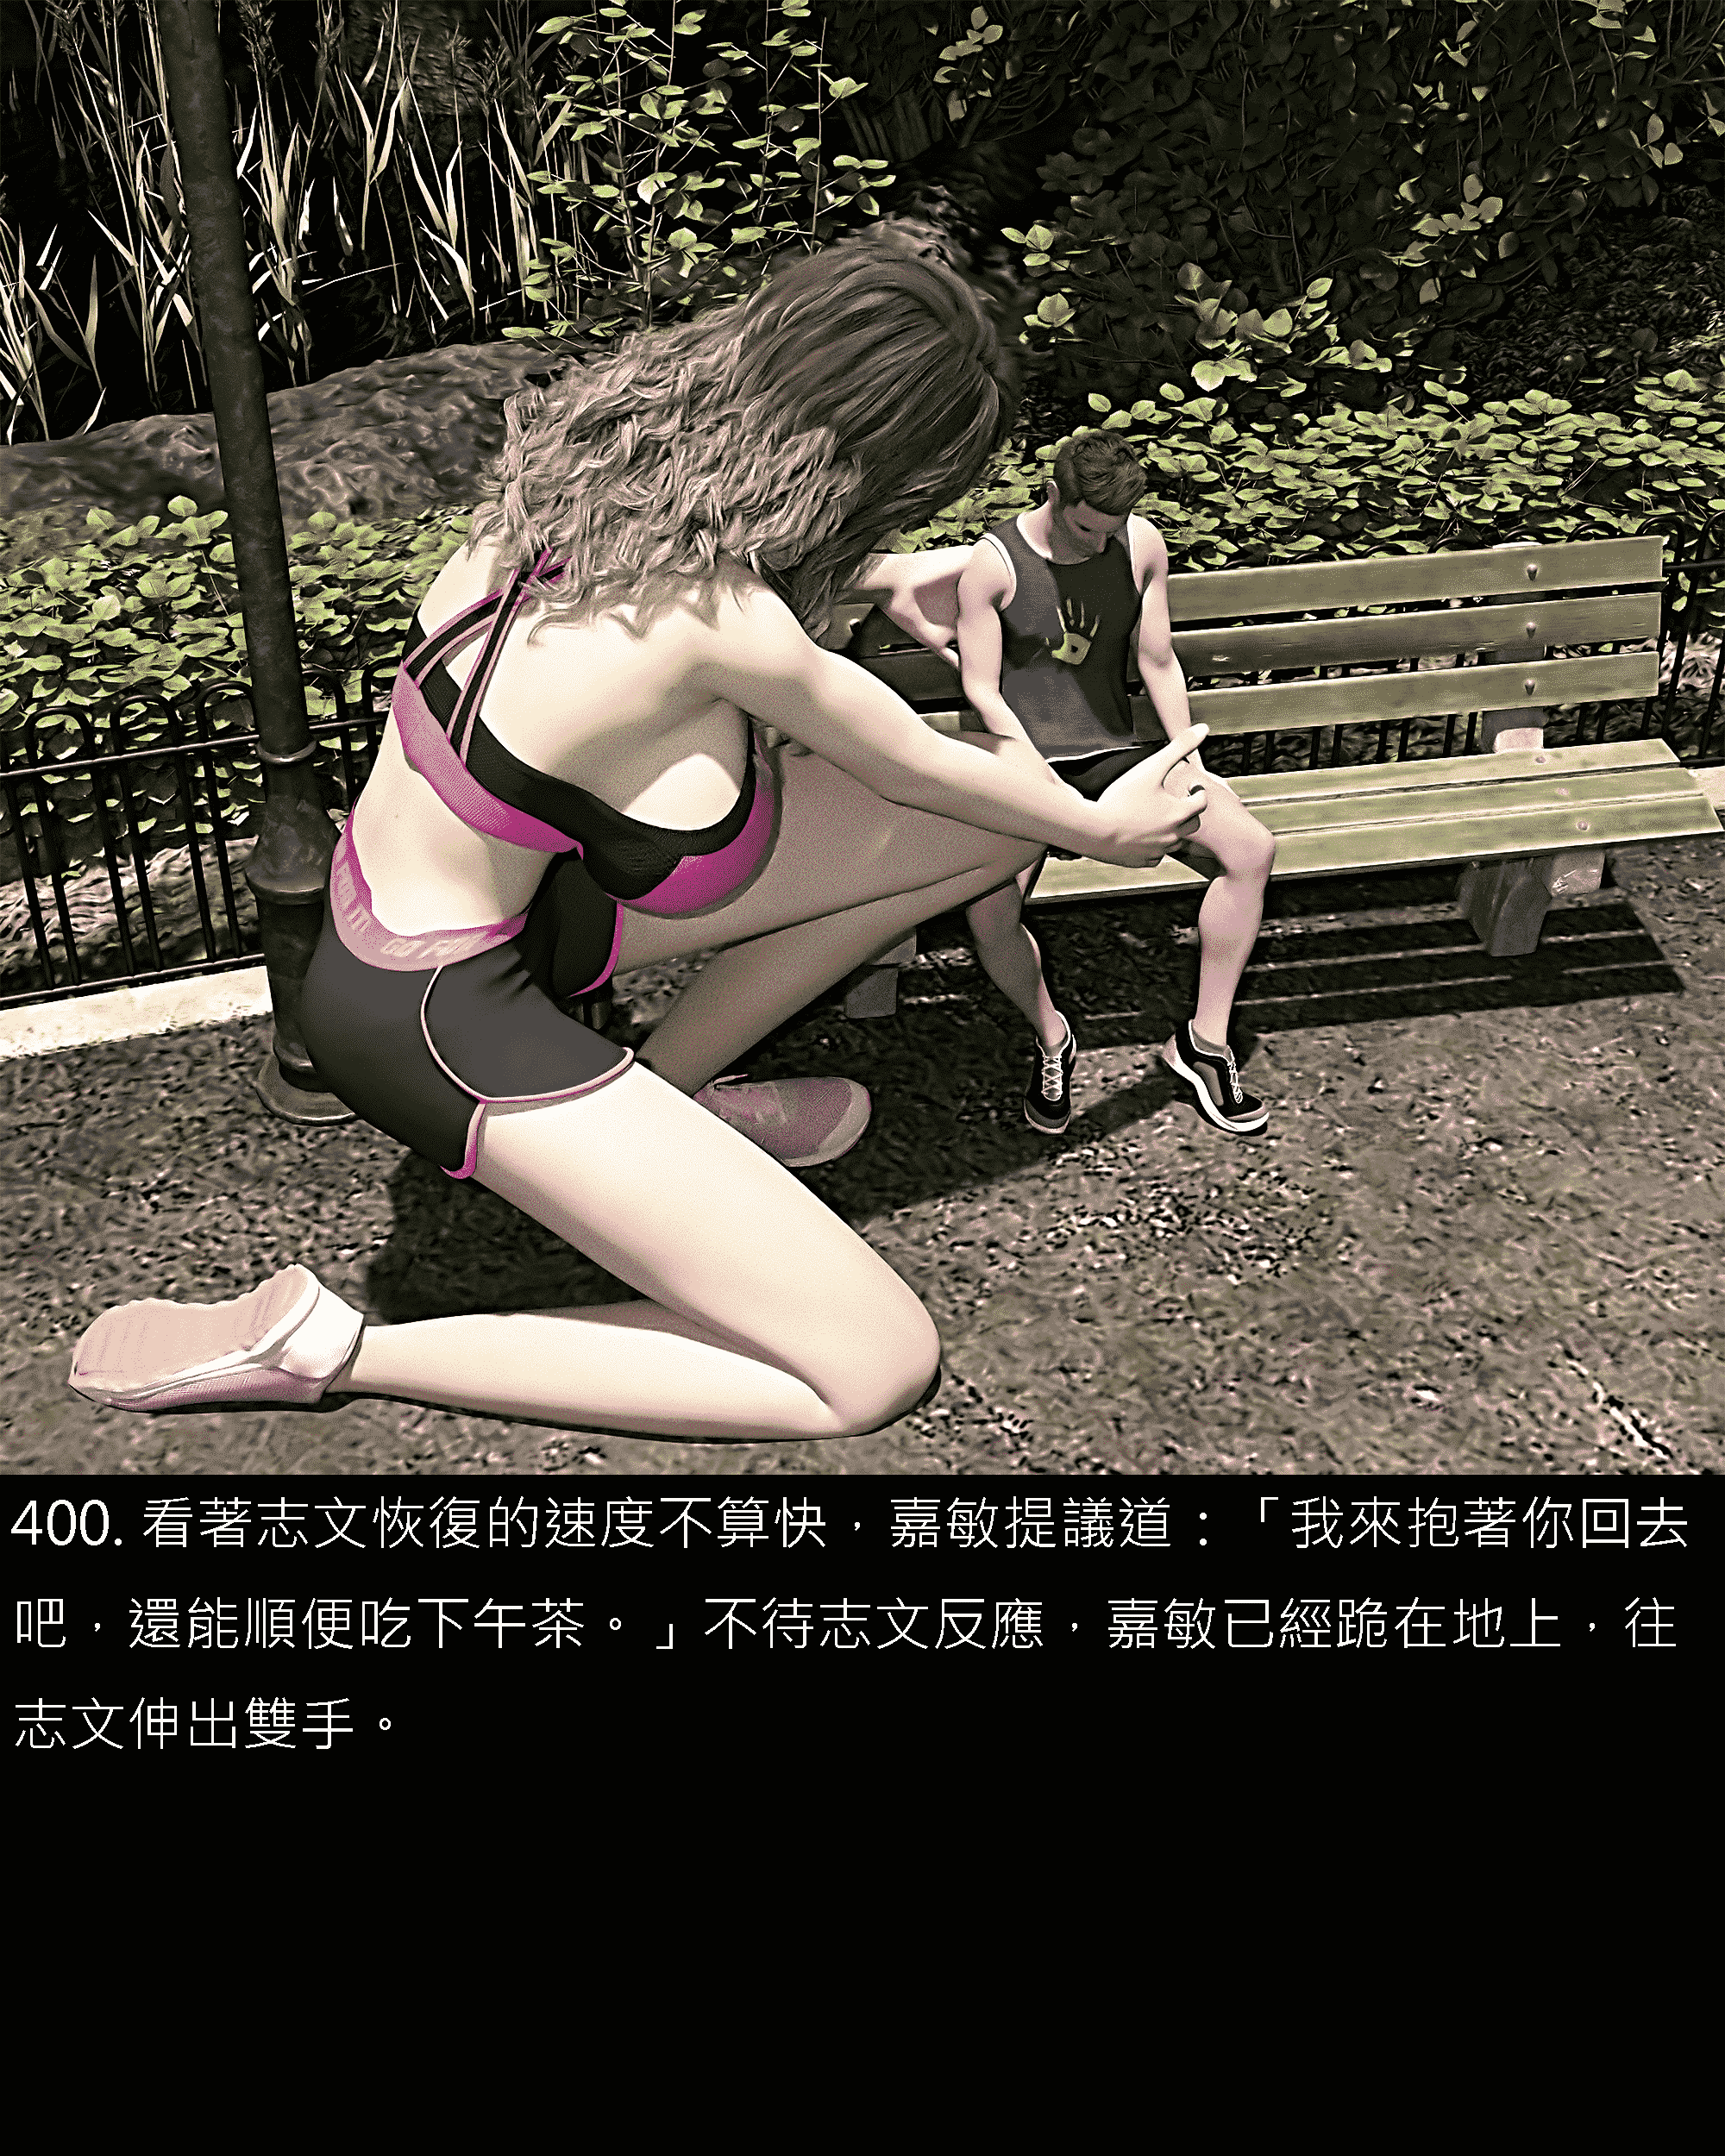 400. 看著志文恢復的速度不算快，嘉敏提議道：「我來抱著你回去
吧，還能順便吃下午茶。」不待志文反應，嘉敏已經跪在地上，往
志文伸出雙手。